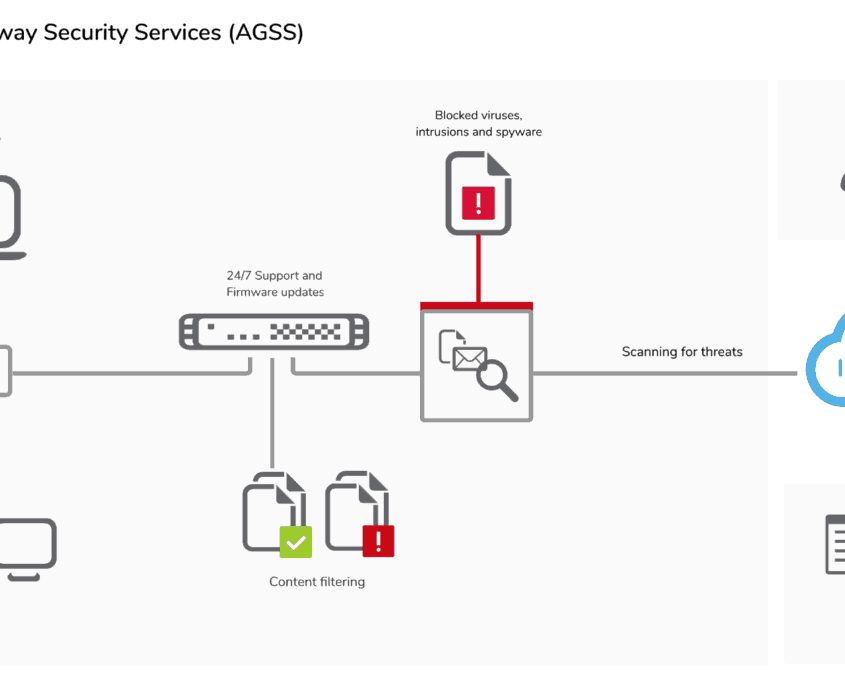 way Security Services (AGSS)
Blocked viruses,
intrusions and spyware
24/7 Support and
Firmware updates
Scanning for threats
Content filtering